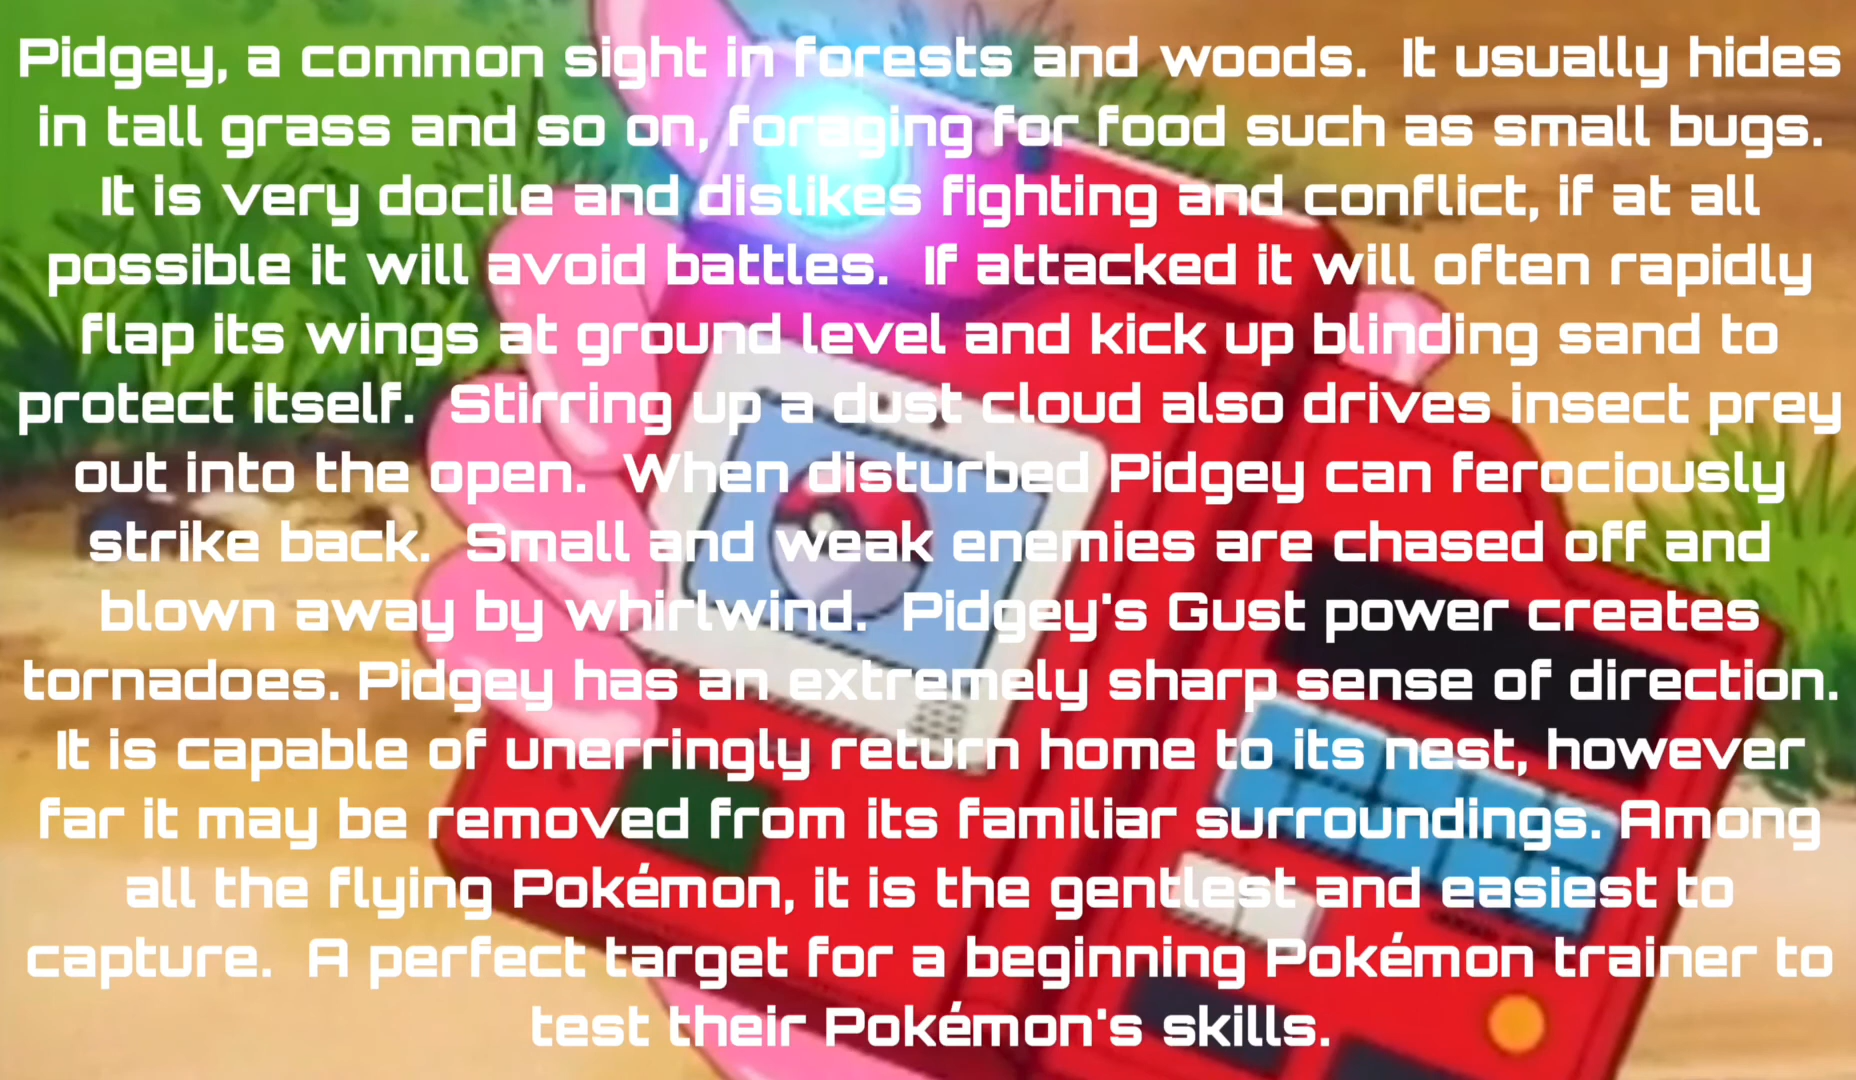 Pidgey, a common sight in forests and woods.  It usually hides
in tall grass and so on, foraging for food such as small bugs.
It is very docile and dislikes fighting and conflict, if at all
possible it will avoid battles.  If attacked it will often rapidly
flap its wings at ground level and kick up blinding sand to
protect itself.  Stirring up a dust cloud also drives insect prey
out into the open.  When disturbed Pidgey can ferociously
strike back.  Small and weak enemies are chased off and
blown away by whirlwind.  Pidgey's Gust power creates
tornadoes. Pidgey has an extremely sharp sense of direction.
It is capable of unerringly return home to its nest, however
far it may be removed from its familiar surroundings. Among
all the flying Pokémon, it is the gentlest and easiest to
capture.  A perfect target for a beginning Pokémon trainer to
test their Pokémon's skills.